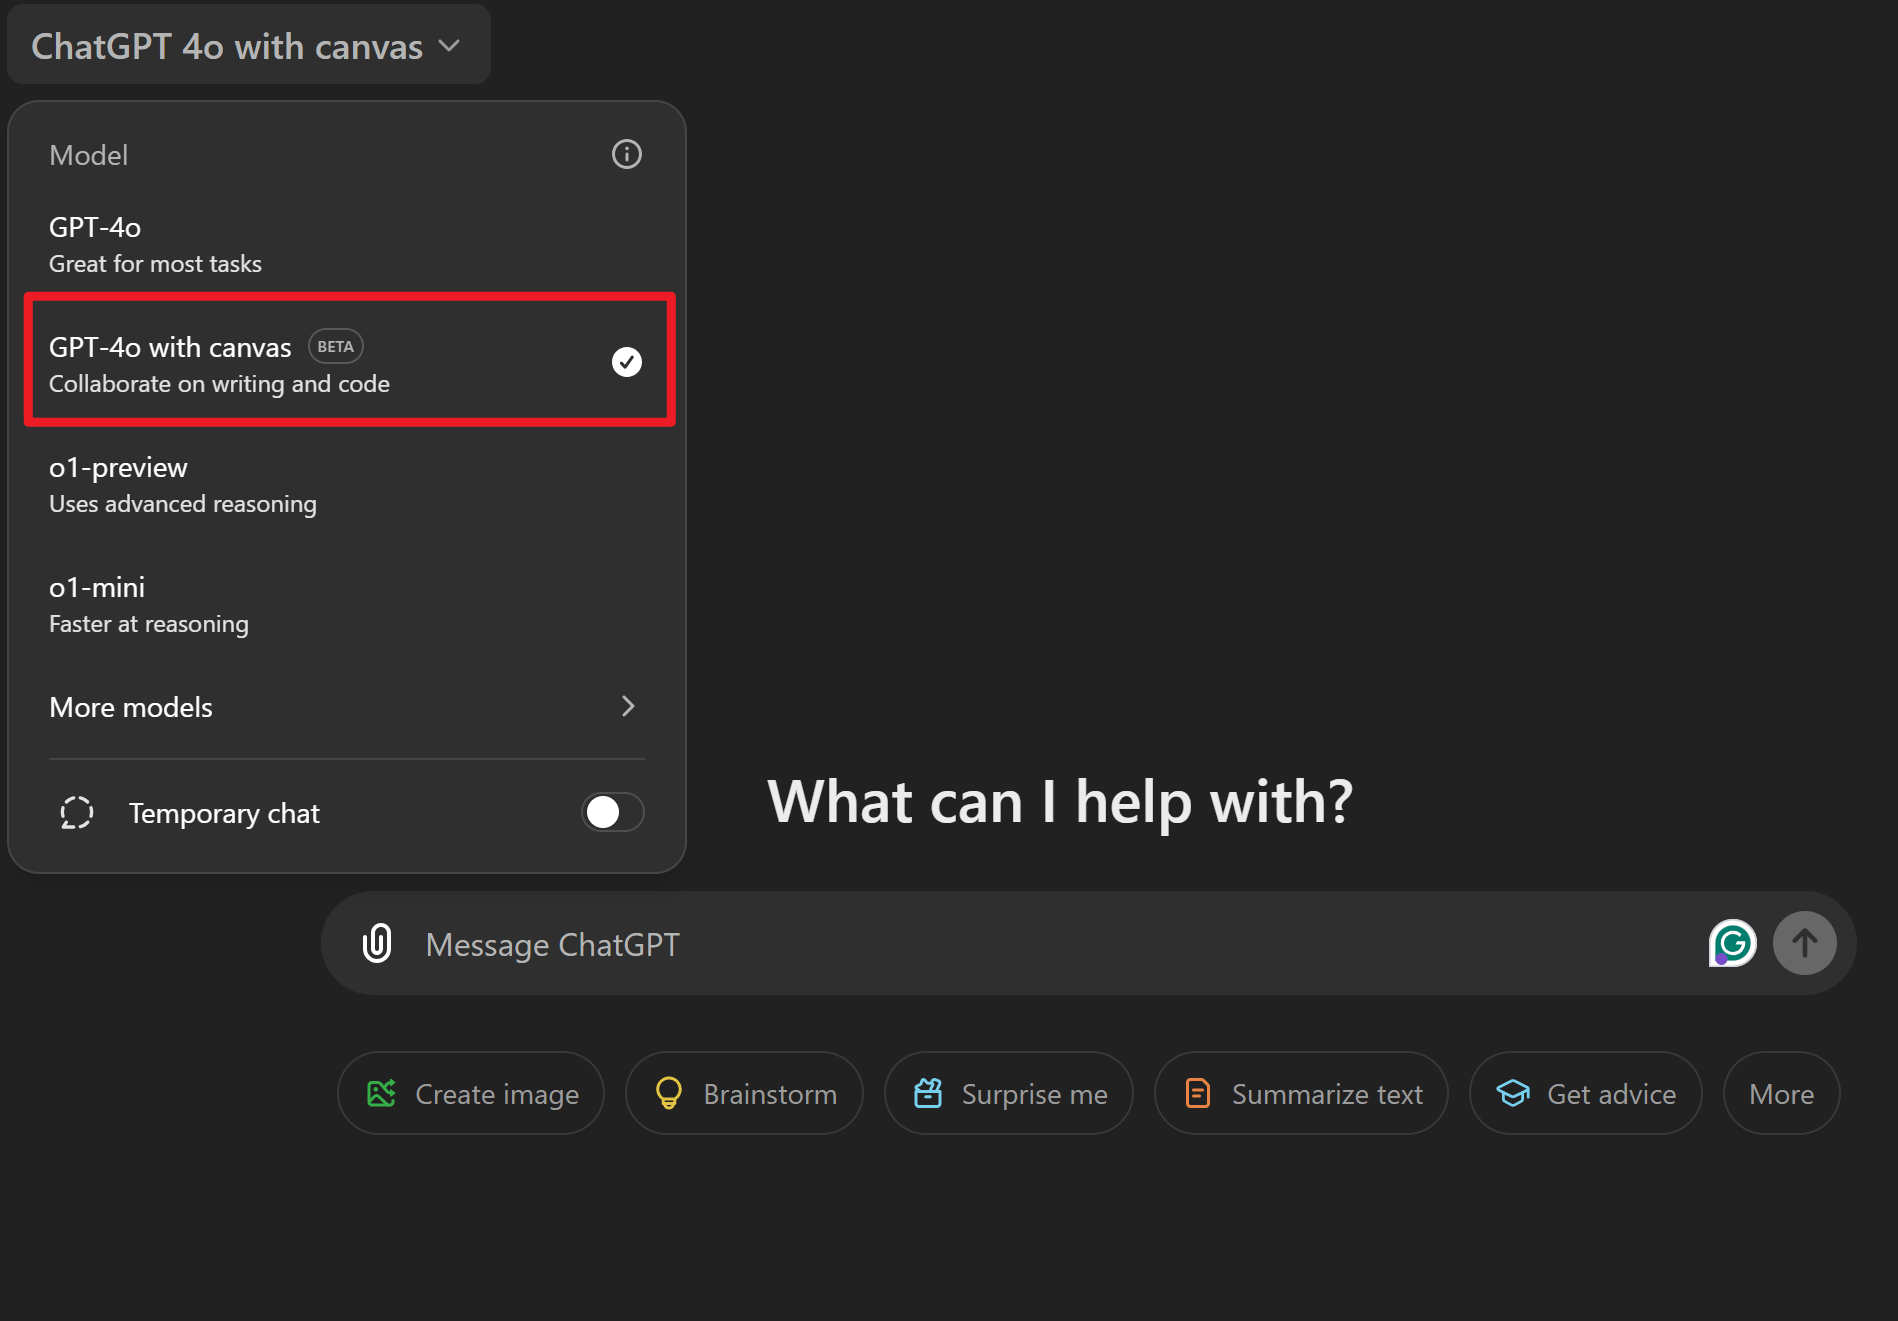 ChatGPT 4o with canvas
Model
GPT-4o
Great for most tasks
GPT-4o with canvas BETA
Collaborate on writing and code
o1-preview
Uses advanced reasoning
o1-mini
Faster at reasoning
More models
Temporary chat
What can I help with?
Message ChatGPT
Create image Brainstorm Surprise me Summarize text Get advice More